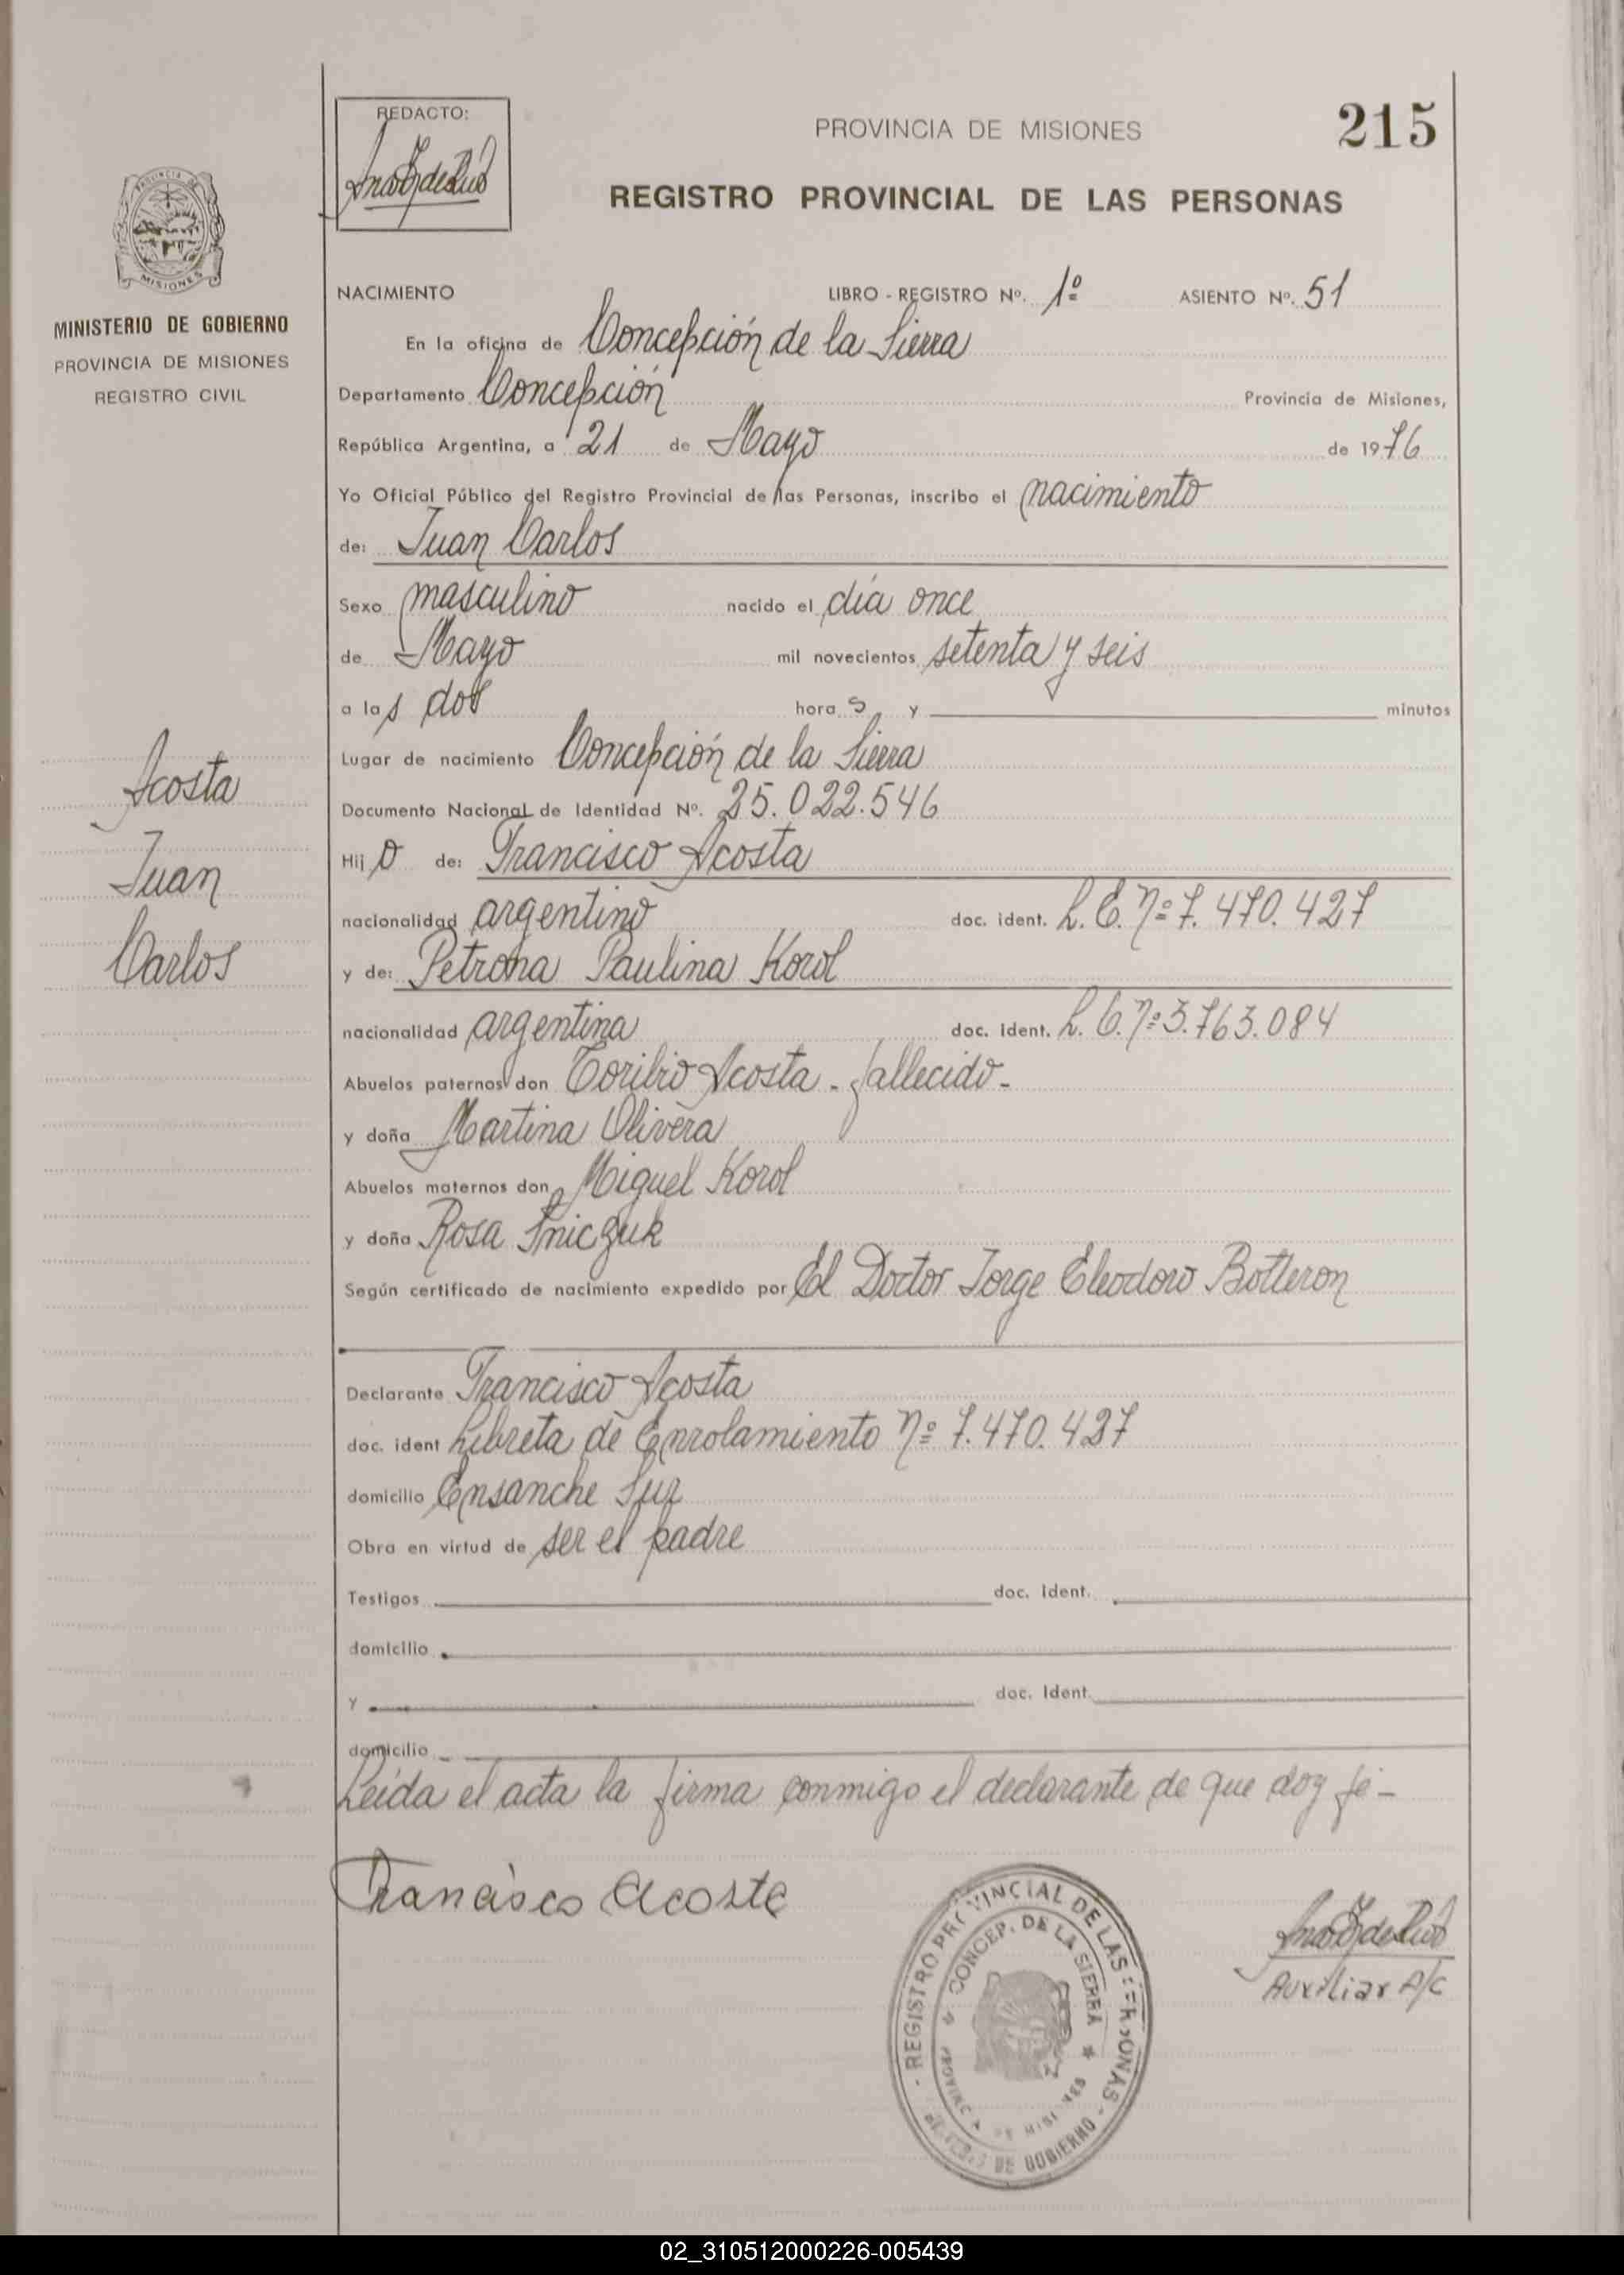 REDACTO:
PROVINCIA DE MISIONES
215
REGISTRO PROVINCIAL DE LAS PERSONAS
MISIONES
MINISTERIO DE GOBIERNO
PROVINCIA DE MISIONES
REGISTRO CIVIL
NACIMIENTO LIBRO - REGISTRO Nº. 1º ASIENTO Nº. 51
En la oficina de Concepción de la Sierra
Departamento Concepción Provincia de Misiones,
República Argentina, a 21 de Mayo de 1976
Yo Oficial Público del Registro Provincial de las Personas, inscribo el nacimiento
de: Juan Carlos
Sexo masculino nacido el día once
de Mayo mil novecientos setenta y seis
a las dos horas y minutos
Lugar de nacimiento Concepción de la Sierra
Documento Nacional de Identidad Nº. 25.022.546
Hijo de: Francisco Acosta
nacionalidad argentino doc. ident. L. E. nº 7.470.427
y de: Petrona Paulina Korol
nacionalidad argentina doc. ident. L. C. nº 3.763.084
Abuelos paternos don Toribio Acosta - fallecido -
y doña Martina Olivera
Abuelos maternos don Miguel Korol
y doña Rosa Sniczuk
Según certificado de nacimiento expedido por El Doctor Jorge Eleodoro Botteron
Acosta
Juan
Carlos
Declarante Francisco Acosta
doc. ident Libreta de Enrolamiento nº 7.470.427
domicilio Ensanche Sur
Obra en virtud de ser el padre
Testigos doc. ident.
domicilio
y doc. ident.
domicilio
Leída el acta la firma conmigo el declarante de que doy fé -
Francisco Acosta
REGISTRO PROVINCIAL DE LAS PERSONAS
CONCEP. DE LA SIERRA
DE GOBIERNO
Auxiliar A/C
02_310512000226-005439